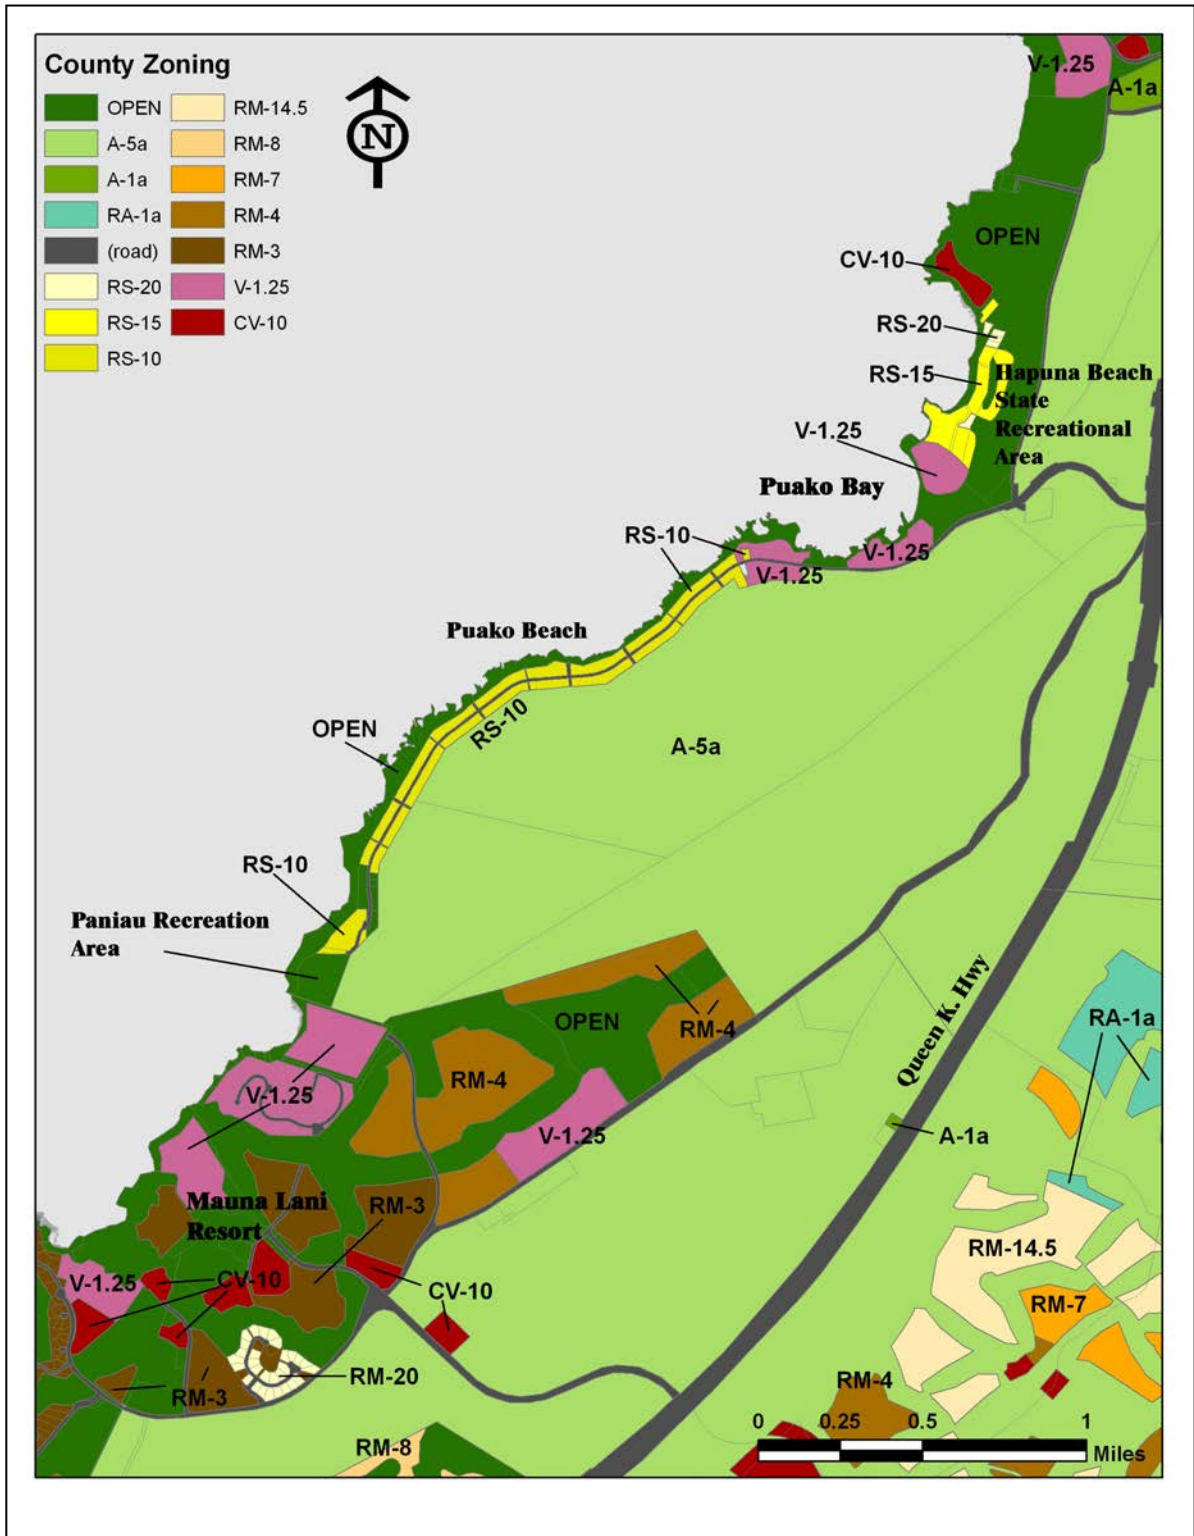 County Zoning
OPEN
A-5a
A-1a
RA-1a
(road)
RS-20
RS-15
RS-10
RM-14.5
RM-8
RM-7
RM-4
RM-3
V-1.25
CV-10
N
V-1.25
A-1a
OPEN
CV-10
RS-20
RS-15
Hapuna Beach
State
Recreational
Area
V-1.25
Puako Bay
RS-10
V-1.25
V-1.25
Puako Beach
OPEN
RS-10
A-5a
RS-10
Paniau Recreation
Area
OPEN
RM-4
Queen K. Hwy
RA-1a
RM-4
V-1.25
V-1.25
A-1a
Mauna Lani
Resort
RM-3
RM-14.5
V-1.25
CV-10
CV-10
RM-7
RM-3
RM-20
RM-4
RM-8
0
0.25
0.5
1
Miles